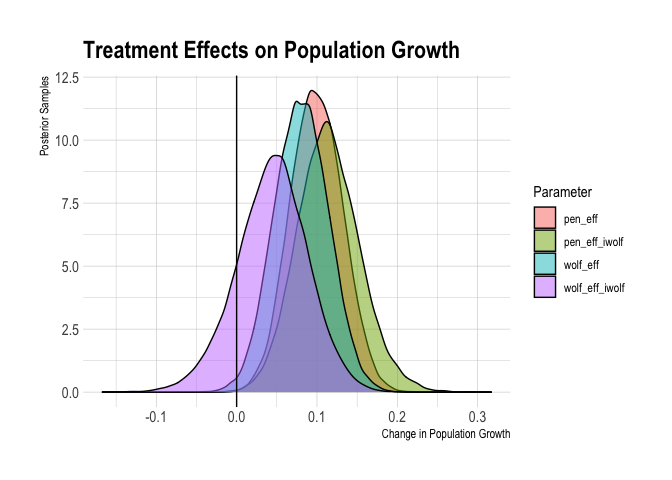 Treatment Effects on Population Growth
Posterior Samples
12.5
10.0
7.5
5.0
2.5
0.0
-0.1
0.0
0.1
0.2
0.3
Change in Population Growth
Parameter
pen_eff
pen_eff_iwolf
wolf_eff
wolf_eff_iwolf